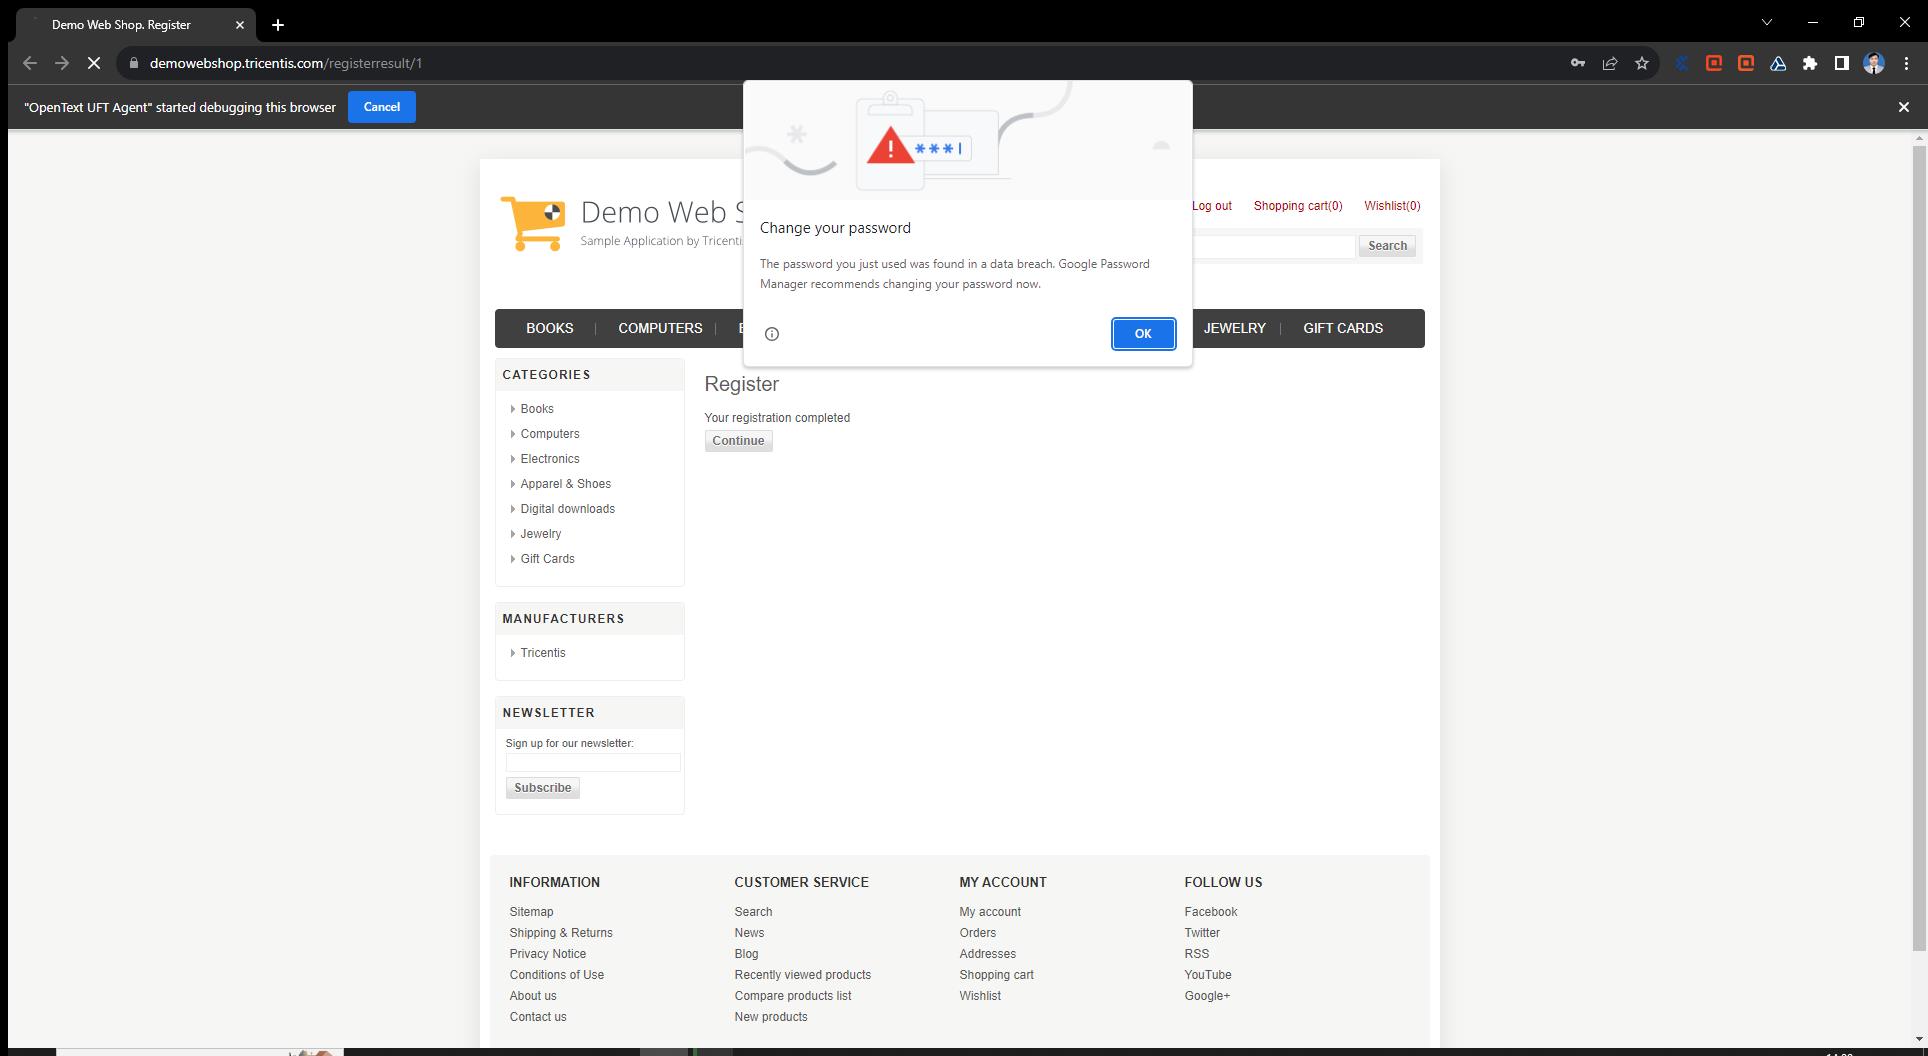 Demo Web Shop. Register
demowebshop.tricentis.com/registerresult/1
"OpenText UFT Agent" started debugging this browser
Cancel
***|
Demo Web S
Sample Application by Tricenti
Log out
Shopping cart(0)
Wishlist(0)
Search
Change your password
The password you just used was found in a data breach. Google Password
Manager recommends changing your password now.
OK
BOOKS
COMPUTERS
JEWELRY
GIFT CARDS
CATEGORIES
Books
Computers
Electronics
Apparel & Shoes
Digital downloads
Jewelry
Gift Cards
Register
Your registration completed
Continue
MANUFACTURERS
Tricentis
NEWSLETTER
Sign up for our newsletter:
Subscribe
INFORMATION
Sitemap
Shipping & Returns
Privacy Notice
Conditions of Use
About us
Contact us
CUSTOMER SERVICE
Search
News
Blog
Recently viewed products
Compare products list
New products
MY ACCOUNT
My account
Orders
Addresses
Shopping cart
Wishlist
FOLLOW US
Facebook
Twitter
RSS
YouTube
Google+